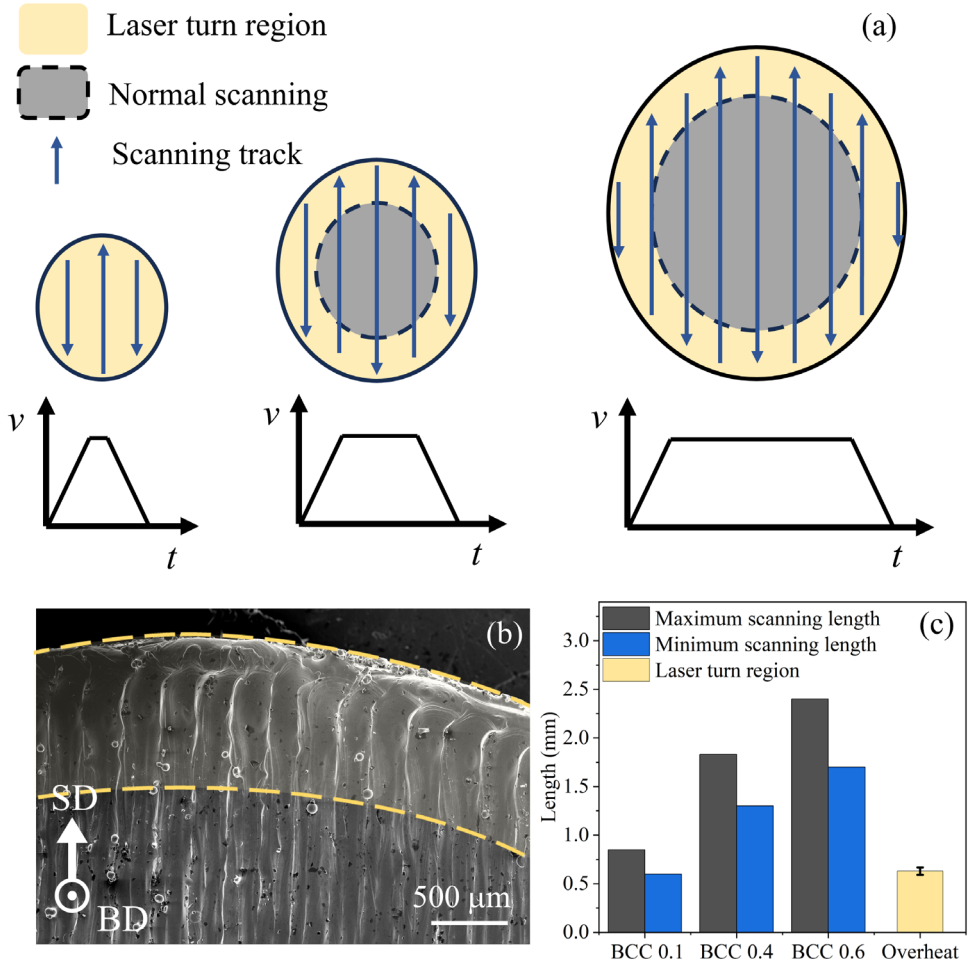 Laser turn region
Normal scanning
Scanning track
(a)
v
t
v
t
v
t
(b)
SD
BD
500 μm
(c)
Maximum scanning length
Minimum scanning length
Laser turn region
Length (mm)
3.0
2.5
2.0
1.5
1.0
0.5
0.0
BCC 0.1 BCC 0.4 BCC 0.6 Overheat